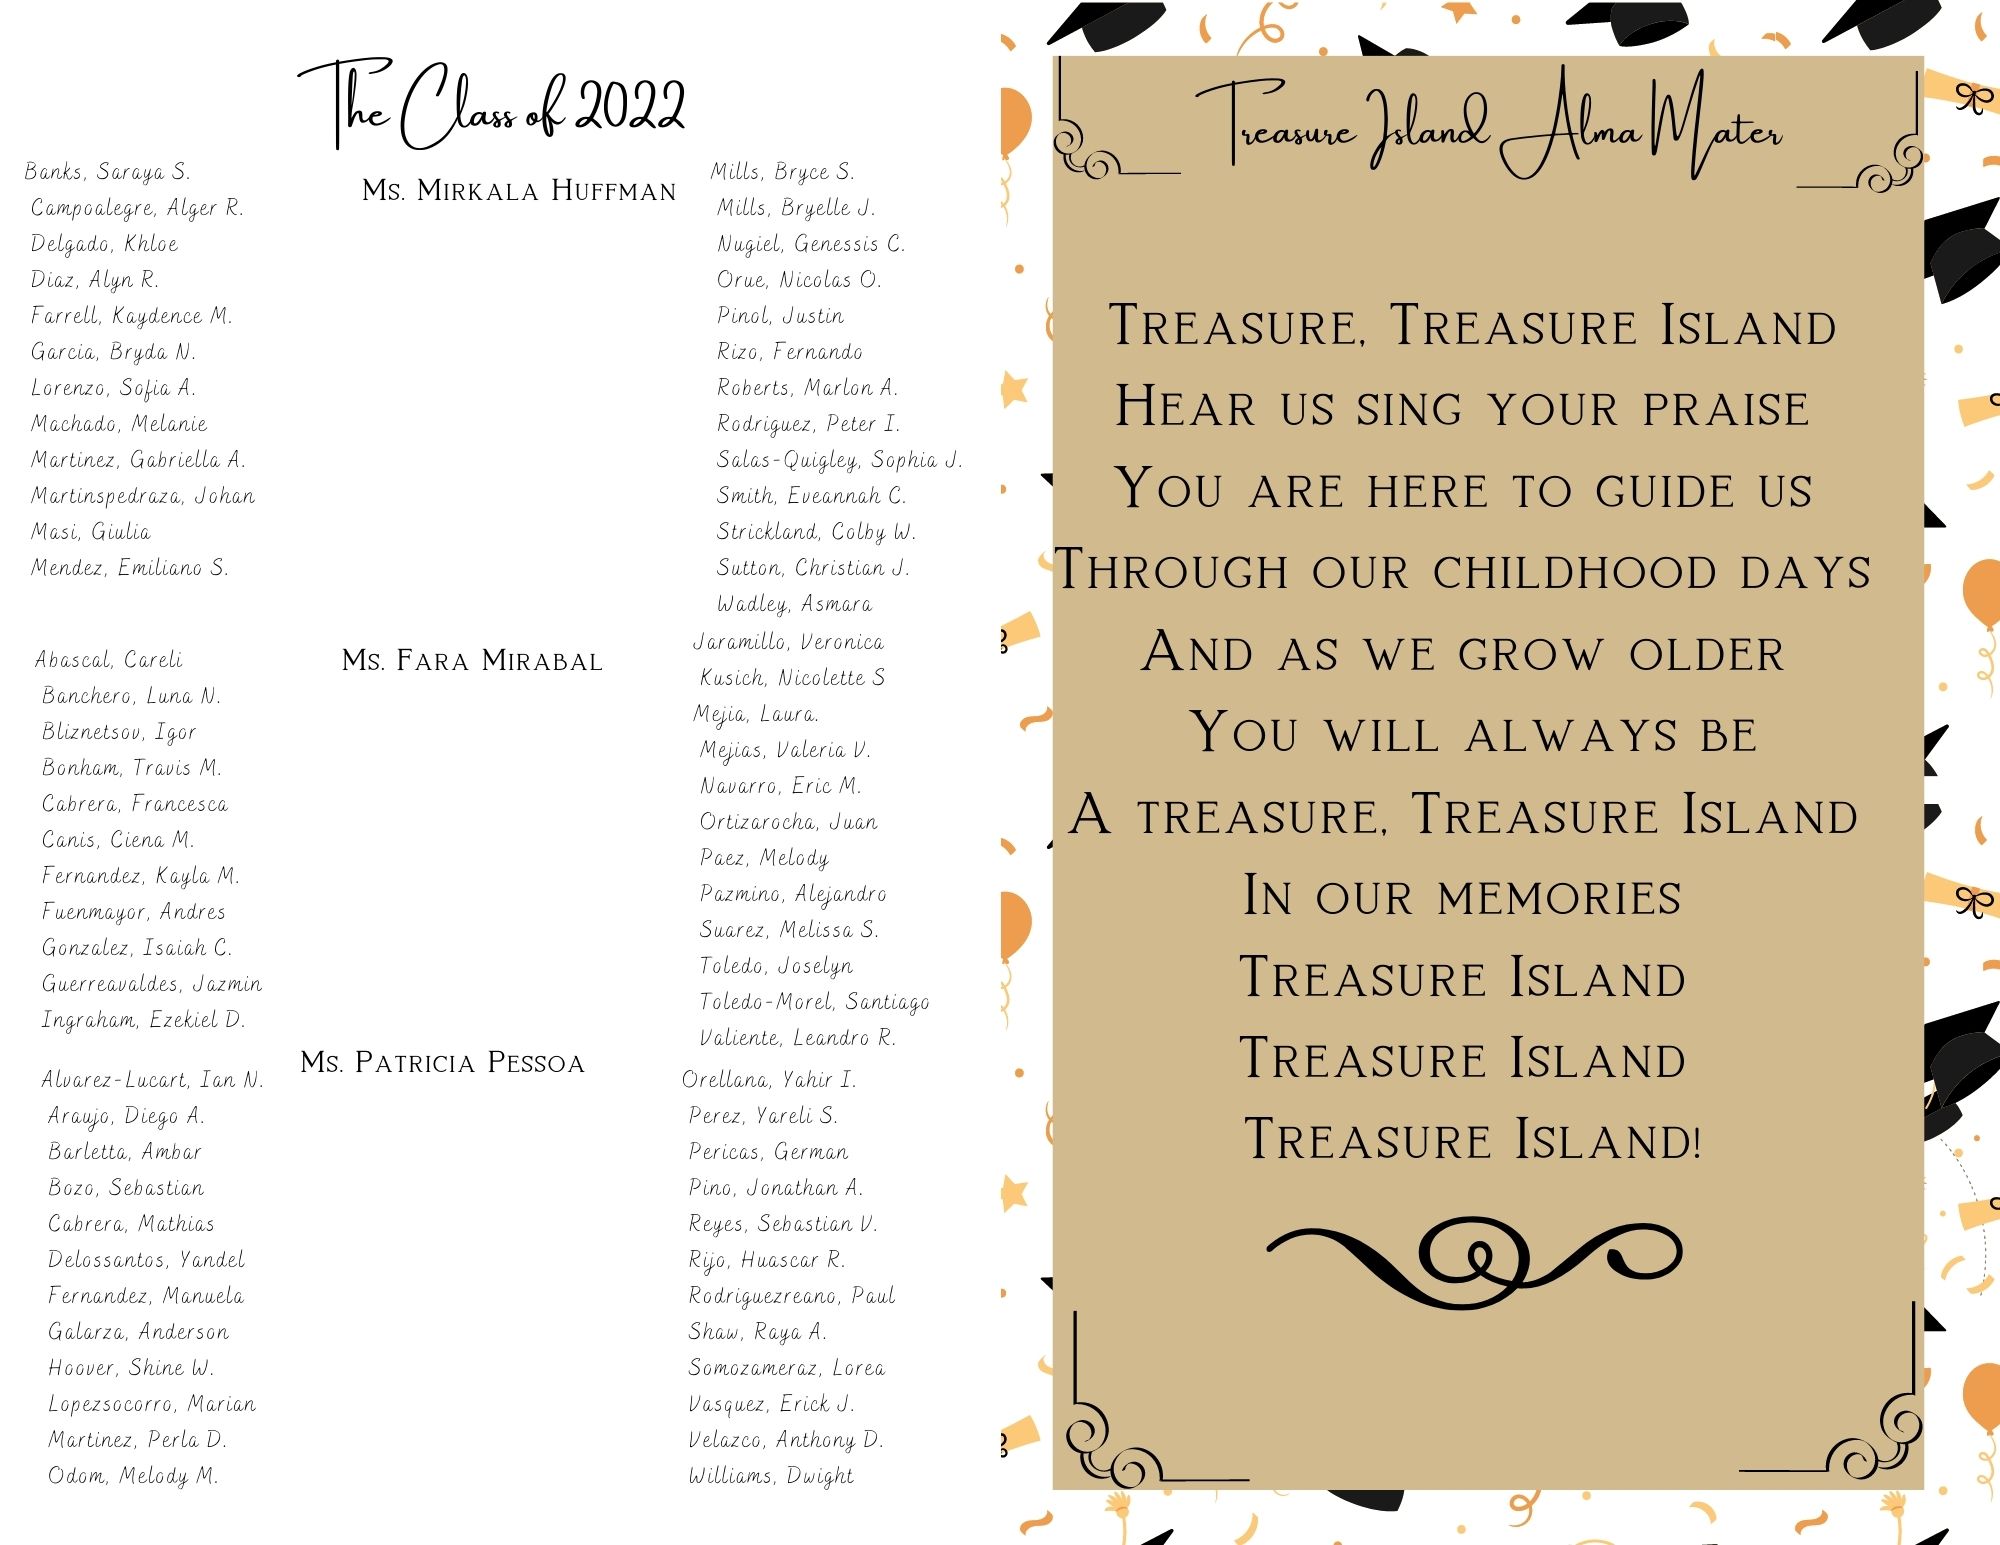 The Class of 2022
Ms. Mirkala Huffman
Banks, Saraya S.
Campoalegre, Alger R.
Delgado, Khloe
Diaz, Alyn R.
Farrell, Kaydence M.
Garcia, Bryda N.
Lorenzo, Sofia A.
Machado, Melanie
Martinez, Gabriella A.
Martinspedraza, Johan
Masi, Giulia
Mendez, Emiliano S.
Mills, Bryce S.
Mills, Bryelle J.
Nugiel, Genessis C.
Orue, Nicolas O.
Pinol, Justin
Rizo, Fernando
Roberts, Marlon A.
Rodriguez, Peter I.
Salas-Quigley, Sophia J.
Smith, Eveannah C.
Strickland, Colby W.
Sutton, Christian J.
Wadley, Asmara
Ms. Fara Mirabal
Abascal, Careli
Banchero, Luna N.
Bliznetsov, Igor
Bonham, Travis M.
Cabrera, Francesca
Canis, Ciena M.
Fernandez, Kayla M.
Fuenmayor, Andres
Gonzalez, Isaiah C.
Guerreavaldes, Jazmin
Ingraham, Ezekiel D.
Jaramillo, Veronica
Kusich, Nicolette S
Mejia, Laura.
Mejias, Valeria V.
Navarro, Eric M.
Ortizarocha, Juan
Paez, Melody
Pazmino, Alejandro
Suarez, Melissa S.
Toledo, Joselyn
Toledo-Morel, Santiago
Valiente, Leandro R.
Ms. Patricia Pessoa
Alvarez-Lucart, Ian N.
Araujo, Diego A.
Barletta, Ambar
Bozo, Sebastian
Cabrera, Mathias
Delossantos, Yandel
Fernandez, Manuela
Galarza, Anderson
Hoover, Shine W.
Lopezsocorro, Marian
Martinez, Perla D.
Odom, Melody M.
Orellana, Yahir I.
Perez, Yareli S.
Pericas, German
Pino, Jonathan A.
Reyes, Sebastian V.
Rijo, Huascar R.
Rodriguezreano, Paul
Shaw, Raya A.
Somozameraz, Lorea
Vasquez, Erick J.
Velazco, Anthony D.
Williams, Dwight
Treasure Island Alma Mater
Treasure, Treasure Island
Hear us sing your praise
You are here to guide us
Through our childhood days
And as we grow older
You will always be
A treasure, Treasure Island
In our memories
Treasure Island
Treasure Island
Treasure Island!